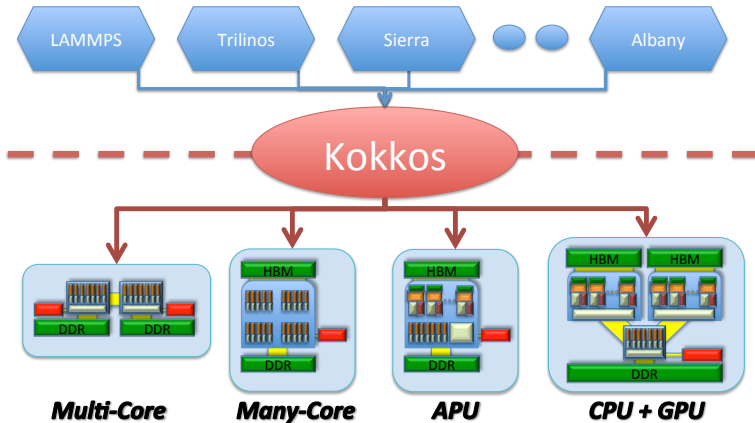 LAMMPS
Trilinos
Sierra
Albany
Kokkos
HBM
HBM
HBM
HBM
DDR
DDR
DDR
DDR
DDR
Multi-Core
Many-Core
APU
CPU + GPU